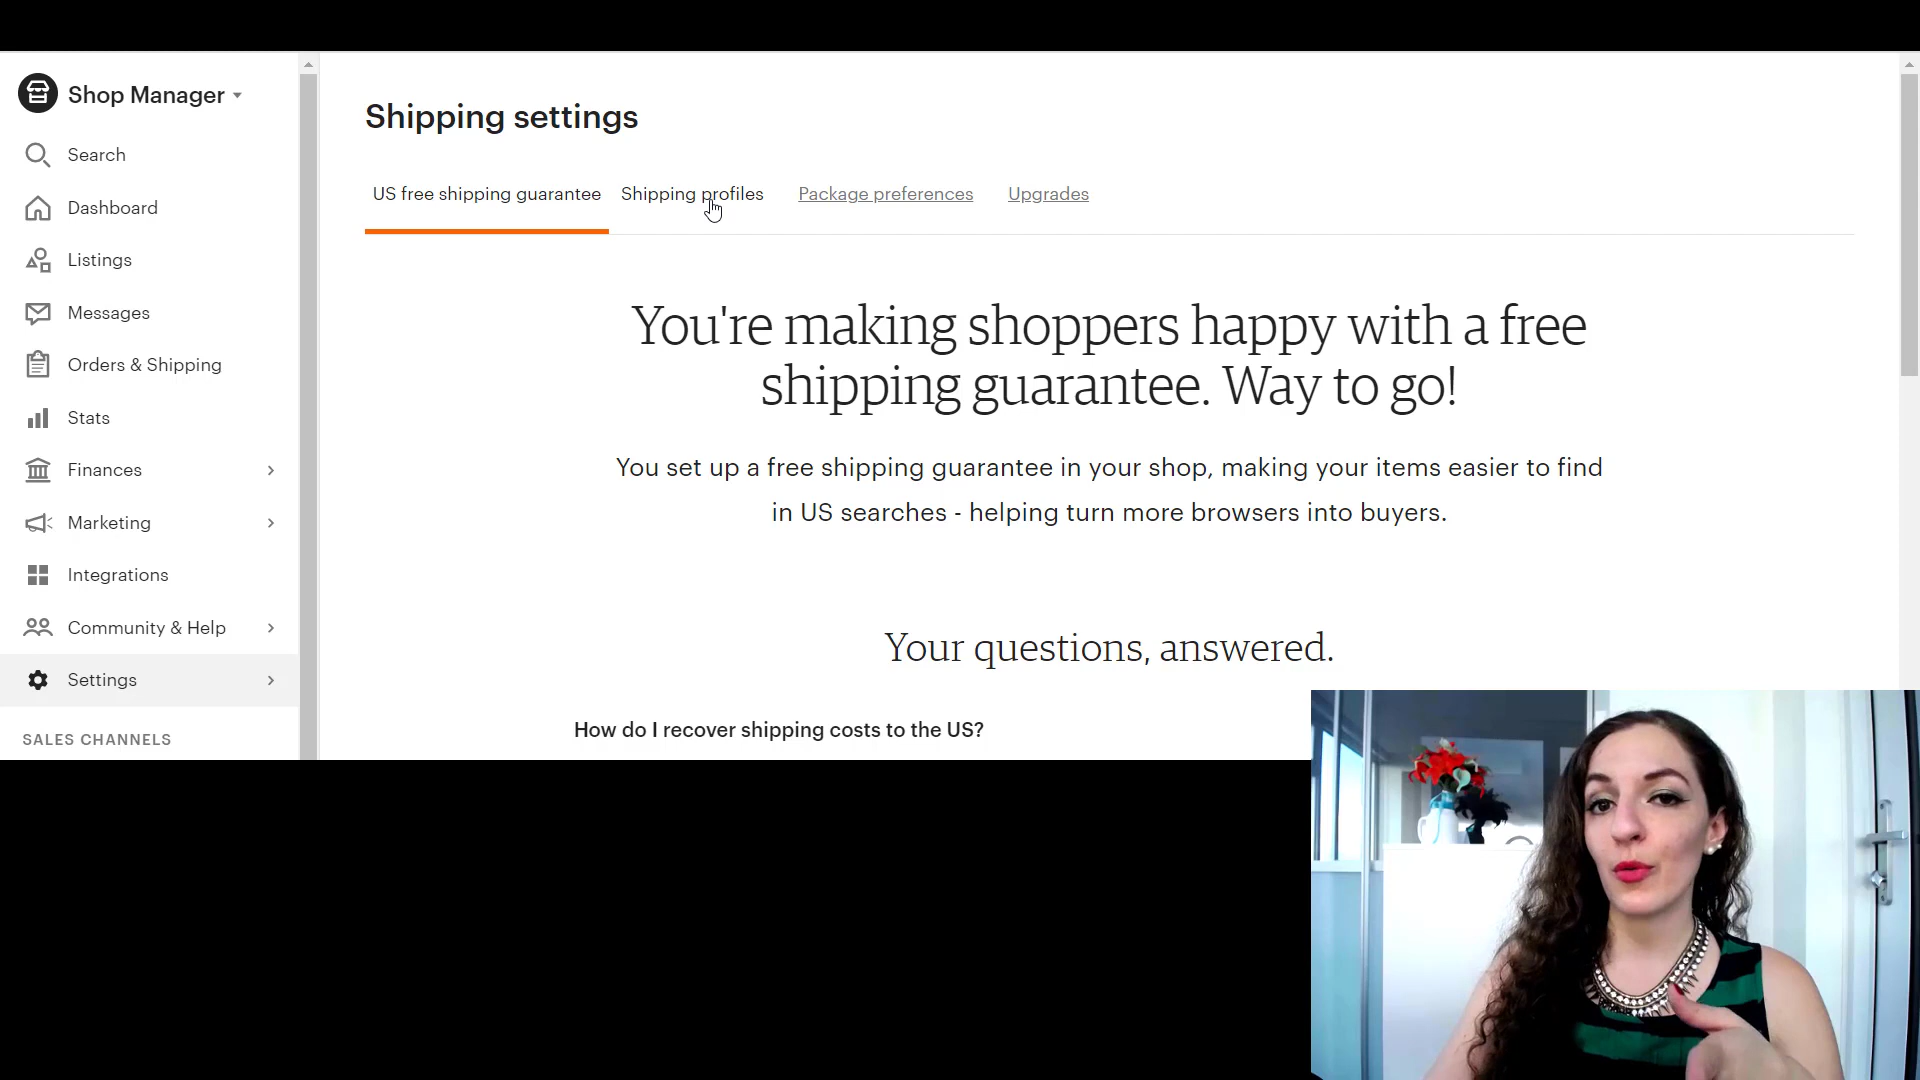 Shop Manager
Search
Dashboard
Listings
Messages
Orders & Shipping
Stats
Finances
Marketing
Integrations
Community & Help
Settings
SALES CHANNELS
Shipping settings
US free shipping guarantee Shipping profiles Package preferences Upgrades
You're making shoppers happy with a free
shipping guarantee. Way to go!
You set up a free shipping guarantee in your shop, making your items easier to find
in US searches - helping turn more browsers into buyers.
Your questions, answered.
How do I recover shipping costs to the US?